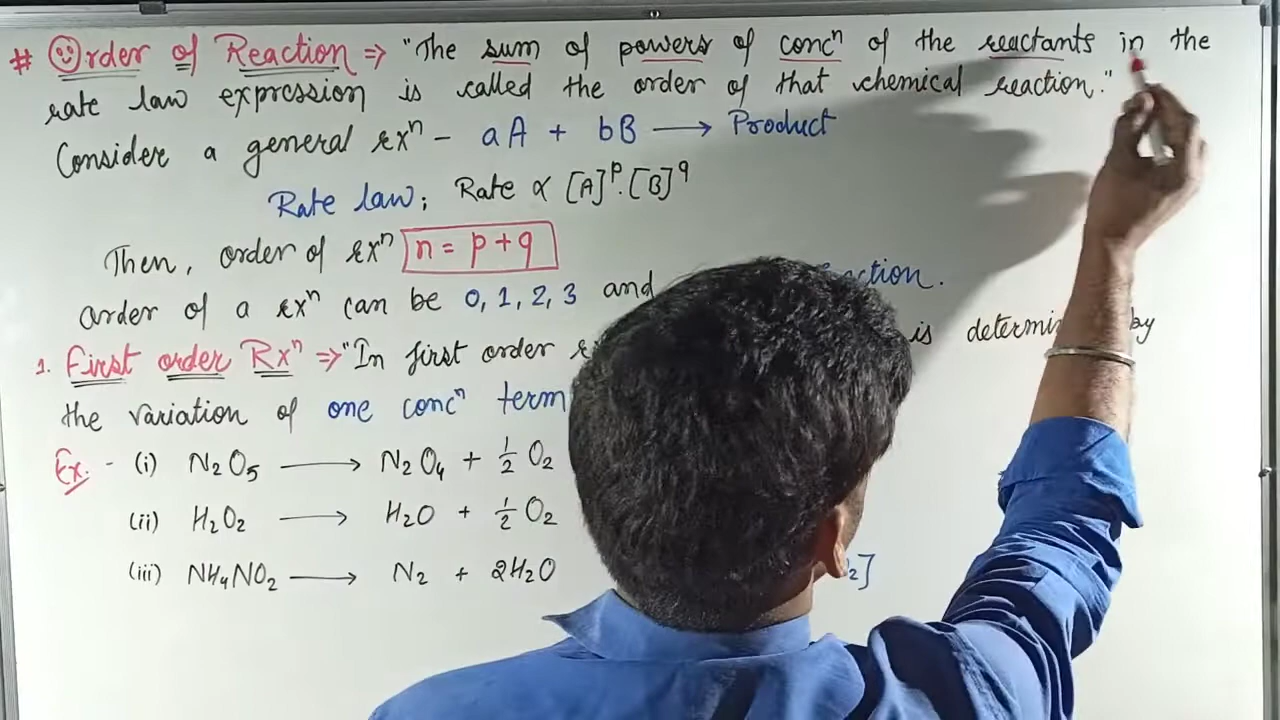 # Order of Reaction ⇒ "The sum of powers of concⁿ of the reactants in the
rate law expression is called the order of that chemical reaction."
Consider a general rxⁿ - aA + bB ⟶ Product
Rate law; Rate ∝ [A]ᵖ.[B]^q
Then, order of rxⁿ n = p+q
order of a rxⁿ can be 0, 1, 2, 3 and
1. First order Rxⁿ ⇒ "In first order is by
the variation of one concⁿ term
Ex. - (i) N₂O₅ ⟶ N₂O₄ + ½ O₂
(ii) H₂O₂ ⟶ H₂O + ½ O₂
(iii) NH₄NO₂ ⟶ N₂ + 2H₂O